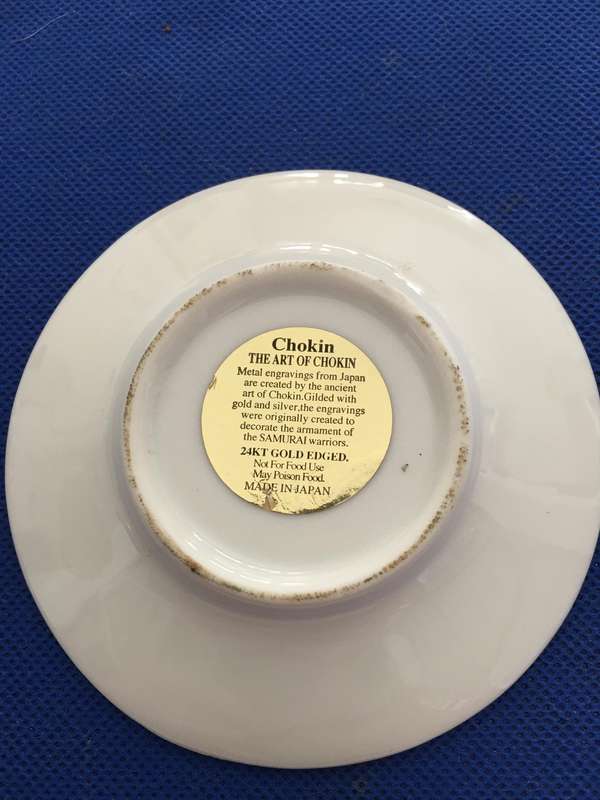 Chokin
THE ART OF CHOKIN
Metal engravings from Japan
are created by the ancient
art of Chokin.Gilded with
gold and silver,the engravings
were originally created to
decorate the armament of
the SAMURAI warriors.
24KT GOLD EDGED.
Not For Food Use
May Poison Food.
MADE IN JAPAN